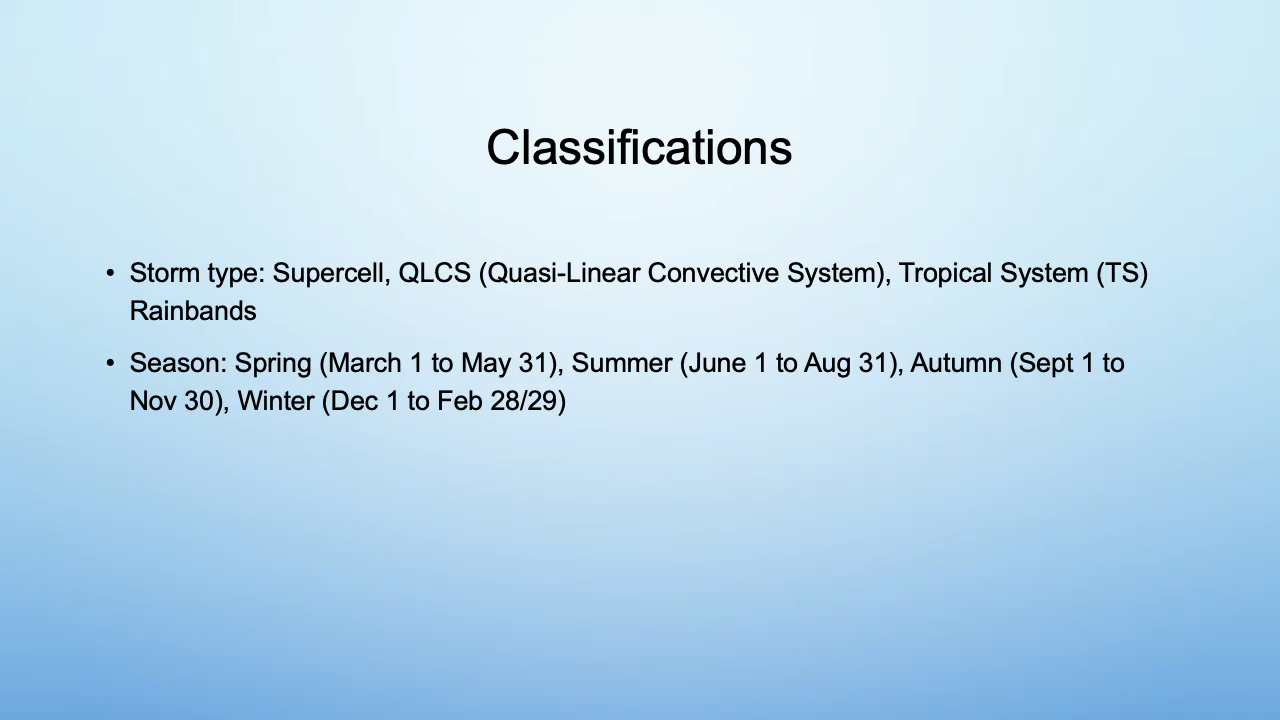 Classifications
• Storm type: Supercell, QLCS (Quasi-Linear Convective System), Tropical System (TS)
Rainbands
• Season: Spring (March 1 to May 31), Summer (June 1 to Aug 31), Autumn (Sept 1 to
Nov 30), Winter (Dec 1 to Feb 28/29)